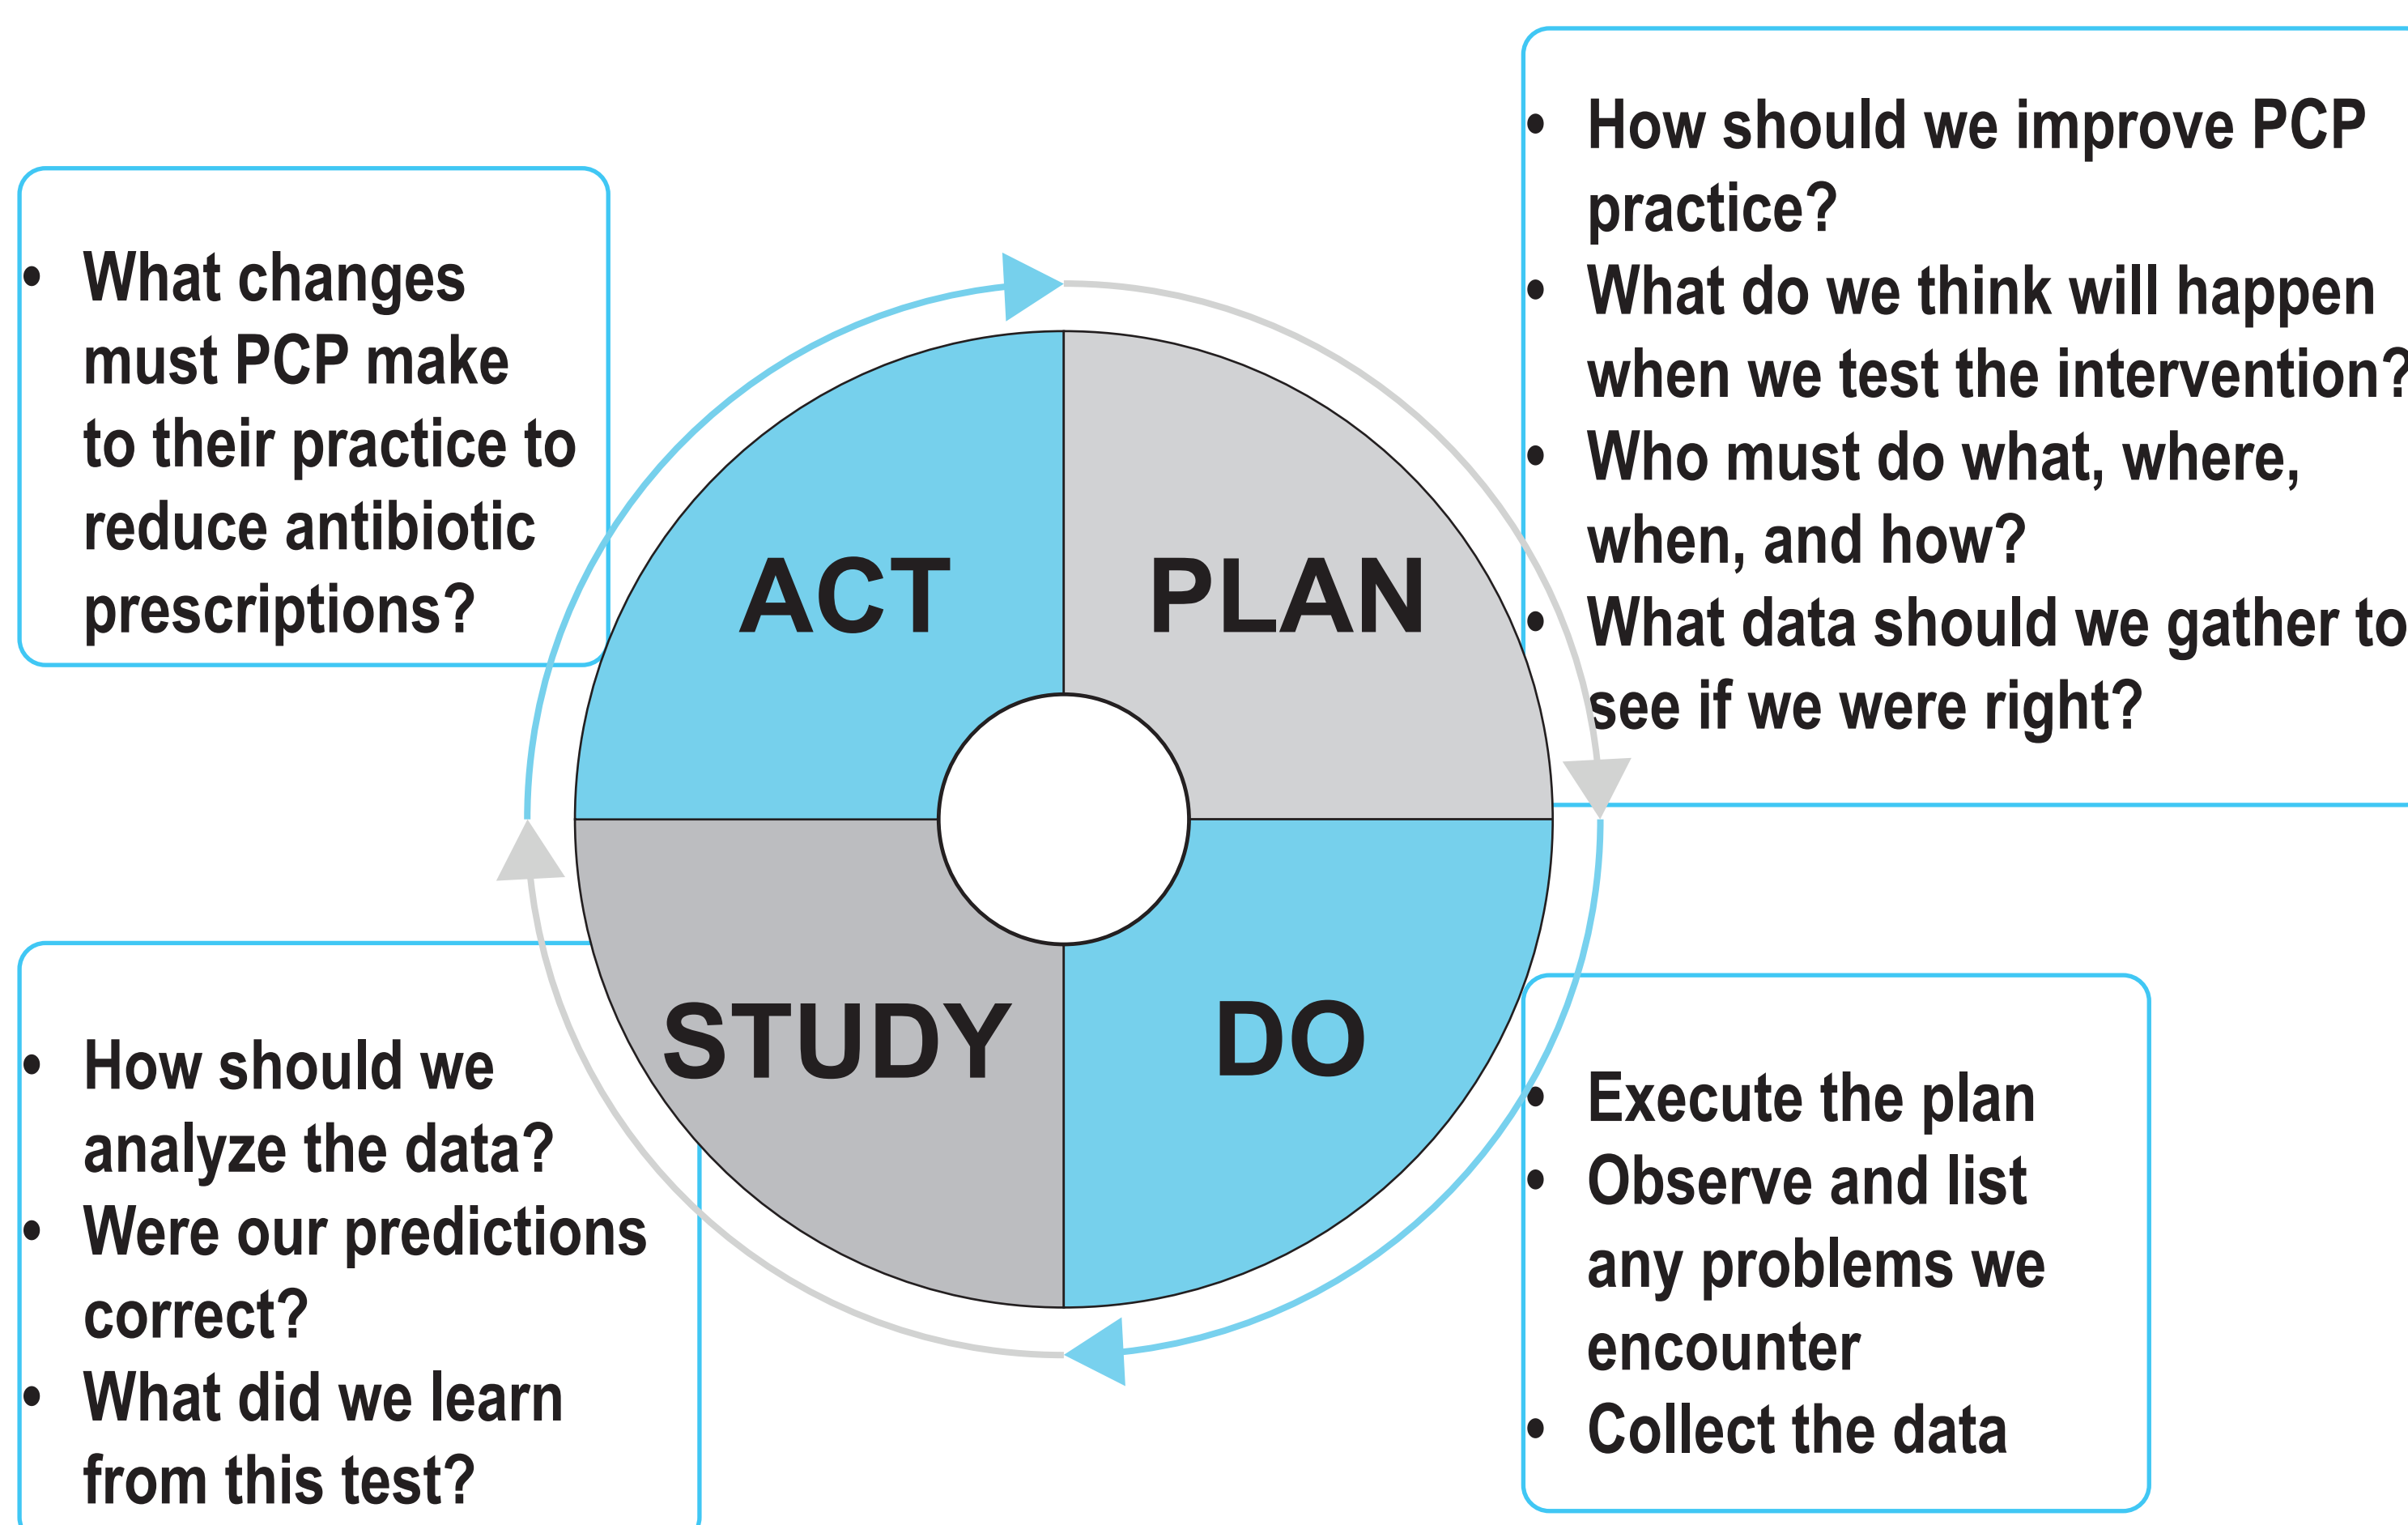 • What changes
must PCP make
to their practice to
reduce antibiotic
prescriptions?
• How should we improve PCP
practice?
• What do we think will happen
when we test the intervention?
• Who must do what, where,
when, and how?
• What data should we gather to
see if we were right?
ACT
PLAN
STUDY
DO
• How should we
analyze the data?
• Were our predictions
correct?
• What did we learn
from this test?
• Execute the plan
• Observe and list
any problems we
encounter
• Collect the data